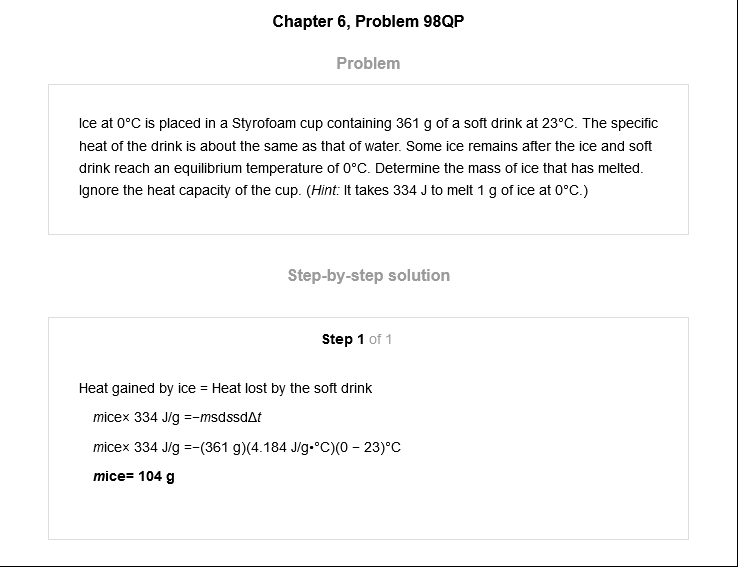 Chapter 6, Problem 98QP
Problem
Ice at 0°C is placed in a Styrofoam cup containing 361 g of a soft drink at 23°C. The specific
heat of the drink is about the same as that of water. Some ice remains after the ice and soft
drink reach an equilibrium temperature of 0°C. Determine the mass of ice that has melted.
Ignore the heat capacity of the cup. (Hint: It takes 334 J to melt 1 g of ice at 0°C.)
Step-by-step solution
Step 1 of 1
Heat gained by ice = Heat lost by the soft drink
mice× 334 J/g =−msdssdΔt
mice× 334 J/g =−(361 g)(4.184 J/g•°C)(0 − 23)°C
mice= 104 g